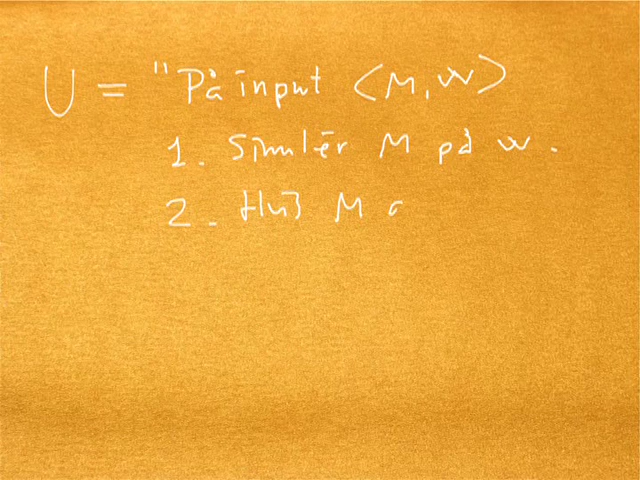 U = "På input ⟨M, w⟩
1. Simulér M på w.
2. Hvis M a